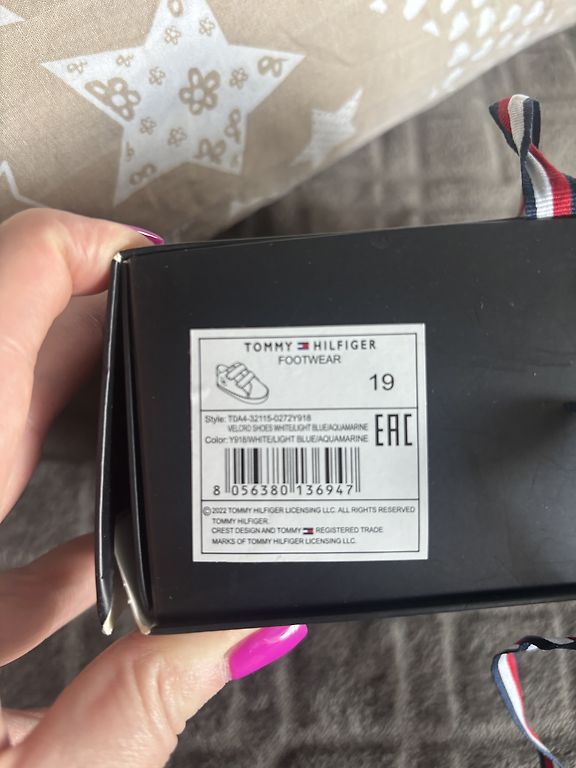 TOMMY HILFIGER
FOOTWEAR
19
Style: T0A4-32115-0272Y918
VELCRO SHOES WHITE/LIGHT BLUE/AQUAMARINE
Color: Y918/WHITE/LIGHT BLUE/AQUAMARINE
EAC
8 056380 136947
©2022 TOMMY HILFIGER LICENSING LLC. ALL RIGHTS RESERVED
TOMMY HILFIGER.
CREST DESIGN AND TOMMY REGISTERED TRADE
MARKS OF TOMMY HILFIGER LICENSING LLC.